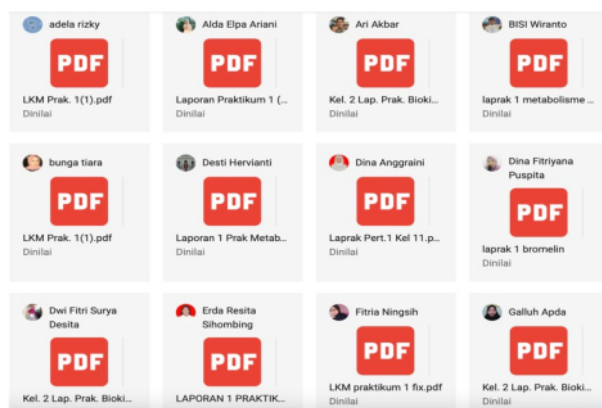 adela rizky
PDF
LKM Prak. 1(1).pdf
Dinilai
Alda Elpa Ariani
PDF
Laporan Praktikum 1 (...
Dinilai
Ari Akbar
PDF
Kel. 2 Lap. Prak. Bioki...
Dinilai
BISI Wiranto
PDF
laprak 1 metabolisme ...
Dinilai
bunga tiara
PDF
LKM Prak. 1(1).pdf
Dinilai
Desti Hervianti
PDF
Laporan 1 Prak Metab...
Dinilai
Dina Anggraini
PDF
Laprak Pert.1 Kel 11.p...
Dinilai
Dina Fitriyana
Puspita
PDF
laprak 1 bromelin
Dinilai
Dwi Fitri Surya
Desita
PDF
Kel. 2 Lap. Prak. Bioki...
Erda Resita
Sihombing
PDF
LAPORAN 1 PRAKTIK...
Fitria Ningsih
PDF
LKM praktikum 1 fix.pdf
Dinilai
Galluh Apda
PDF
Kel. 2 Lap. Prak. Bioki...
Dinilai